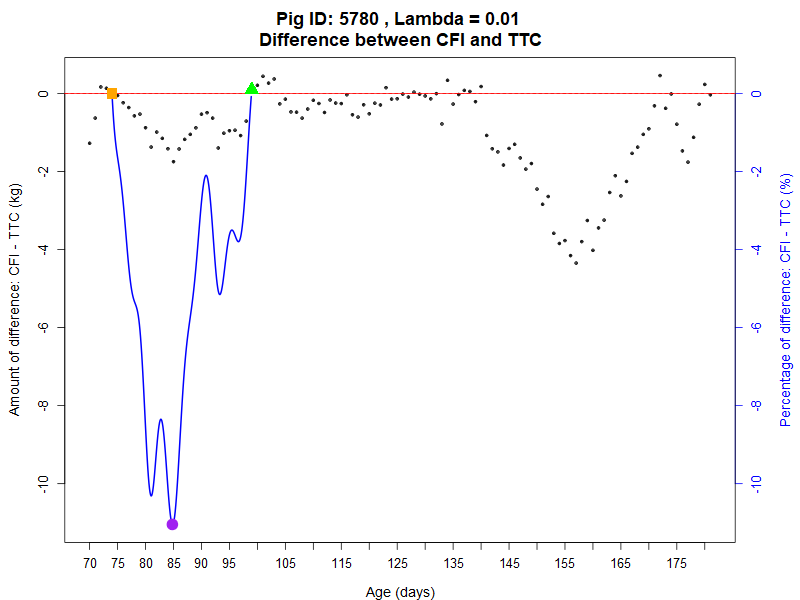 Pig ID: 5780 , Lambda = 0.01
Difference between CFI and TTC
Amount of difference: CFI - TTC (kg)
0
-2
-4
-6
-8
-10
0
-2
-4
-6
-8
-10
Percentage of difference: CFI - TTC (%)
70 75 80 85 90 95 105 115 125 135 145 155 165 175
Age (days)